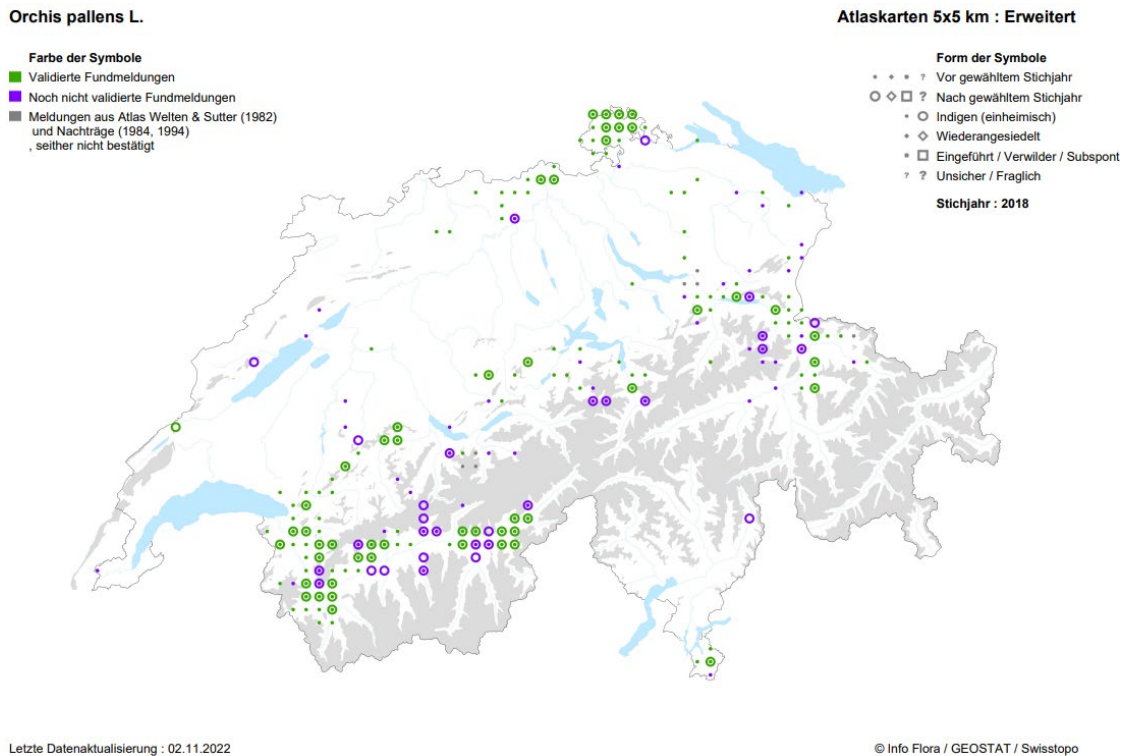 Orchis pallens L.
Atlaskarten 5x5 km : Erweitert
Farbe der Symbole
Validierte Fundmeldungen
Noch nicht validierte Fundmeldungen
Meldungen aus Atlas Welten & Sutter (1982)
und Nachträge (1984, 1994)
, seither nicht bestätigt
Form der Symbole
? Vor gewähltem Stichjahr
? Nach gewähltem Stichjahr
Indigen (einheimisch)
Wiederangesiedelt
Eingeführt / Verwilder / Subspont
? ? Unsicher / Fraglich
Stichjahr : 2018
Letzte Datenaktualisierung : 02.11.2022
© Info Flora / GEOSTAT / Swisstopo